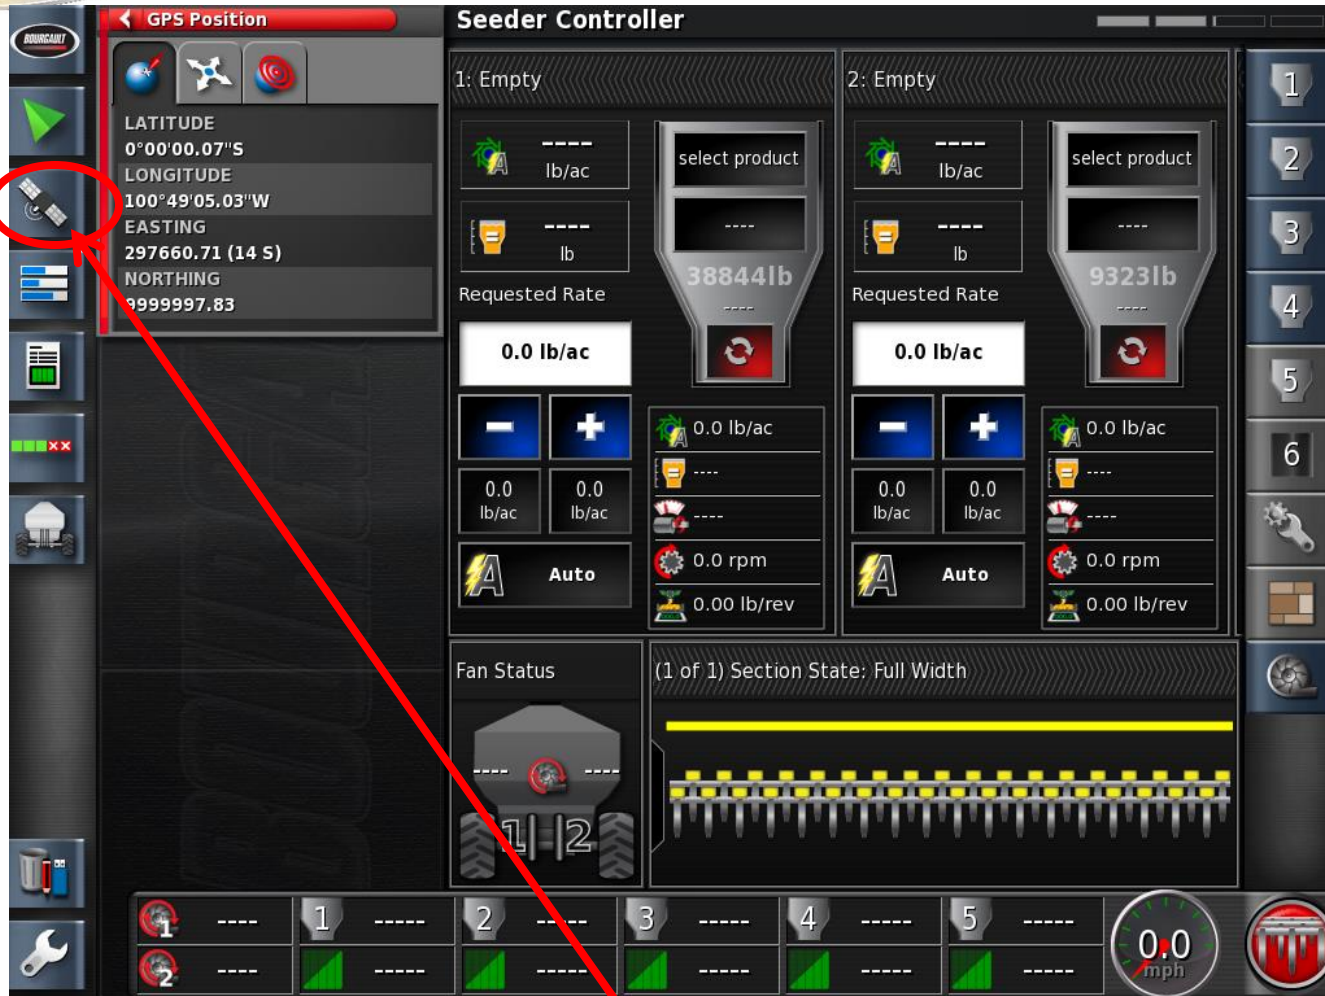 BOURGAULT
GPS Position
Seeder Controller
LATITUDE
0°00'00.07"S
LONGITUDE
100°49'05.03"W
EASTING
297660.71 (14 S)
NORTHING
9999997.83
1: Empty
----
lb/ac
----
lb
Requested Rate
0.0 lb/ac
select product
----
38844lb
----
0.0
lb/ac
0.0
lb/ac
A Auto
A 0.0 lb/ac
----
----
0.0 rpm
0.00 lb/rev
2: Empty
----
lb/ac
----
lb
Requested Rate
0.0 lb/ac
select product
----
9323lb
----
0.0
lb/ac
0.0
lb/ac
A Auto
A 0.0 lb/ac
----
----
0.0 rpm
0.00 lb/rev
1
2
3
4
5
6
Fan Status
---- ----
1 2
(1 of 1) Section State: Full Width
1 ---- 1 ----- 2 ----- 3 ----- 4 ----- 5 -----
2 ---- ----- ----- ----- ----- -----
0.0
mph